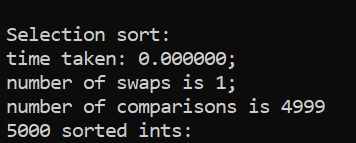 Selection sort:
time taken: 0.000000;
number of swaps is 1;
number of comparisons is 4999
5000 sorted ints: